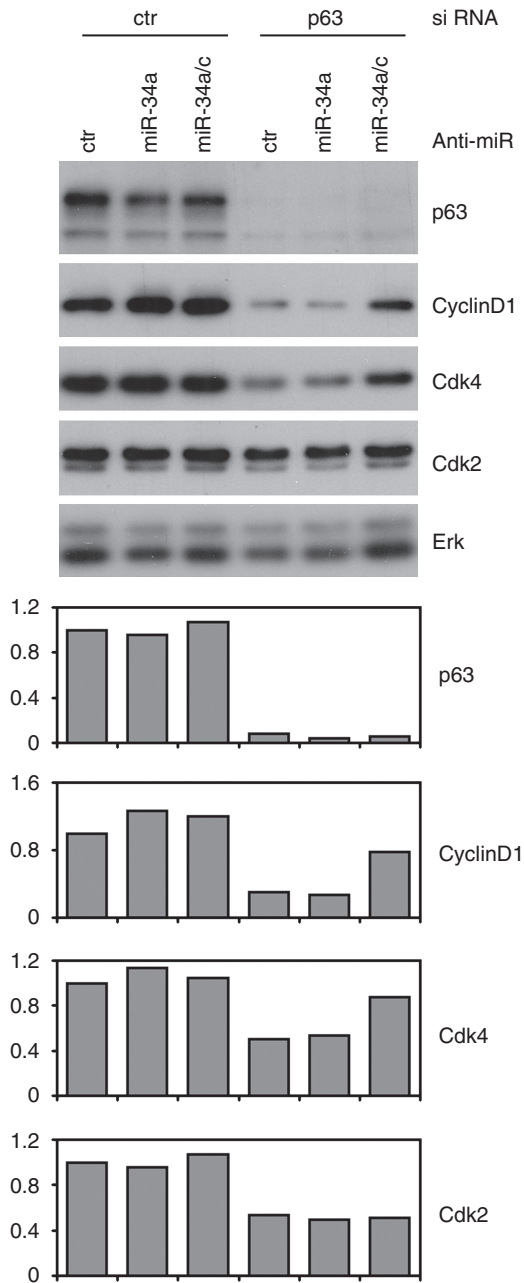 ctr p63 si RNA
ctr miR-34a miR-34a/c ctr miR-34a miR-34a/c Anti-miR
p63
CyclinD1
Cdk4
Cdk2
Erk
1.2
0.8
0.4
0
p63
1.6
0.8
0
CyclinD1
1.2
0.8
0.4
0
Cdk4
1.2
0.8
0.4
0
Cdk2